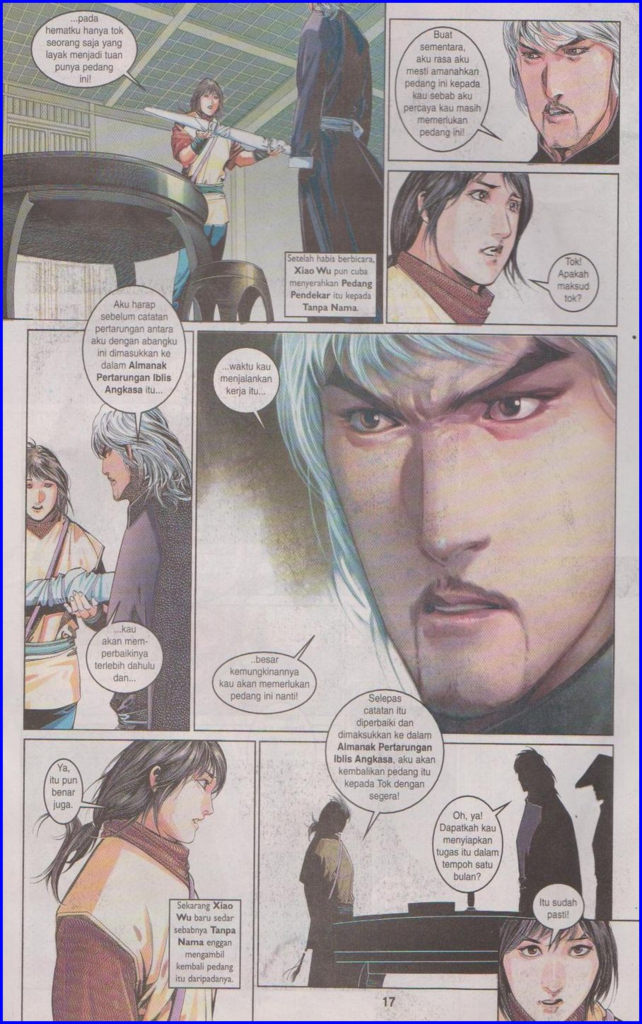 ...pada
hematku hanya tok
seorang saja yang
layak menjadi tuan
punya pedang
ini!
Buat
sementara,
aku rasa aku
mesti amanahkan
pedang ini kepada
kau sebab aku
percaya kau masih
memerlukan
pedang ini!
Setelah habis berbicara,
Xiao Wu pun cuba
menyerahkan Pedang
Pendekar itu kepada
Tanpa Nama.
Tok!
Apakah
maksud
tok?
Aku harap
sebelum catatan
pertarungan antara
aku dengan abangku
ini dimasukkan ke
dalam Almanak
Pertarungan Iblis
Angkasa itu...
...kau
akan mem-
perbaikinya
terlebih dahulu
dan...
...waktu kau
menjalankan
kerja itu...
..besar
kemungkinannya
kau akan memerlukan
pedang ini nanti!
Ya,
itu pun
benar
juga.
Sekarang Xiao
Wu baru sedar
sebabnya Tanpa
Nama enggan
mengambil
kembali pedang
itu daripadanya.
Selepas
catatan itu
diperbaiki dan
dimaksukkan ke dalam
Almanak Pertarungan
Iblis Angkasa, aku akan
kembalikan pedang itu
kepada Tok dengan
segera!
Oh, ya!
Dapatkah kau
menyiapkan
tugas itu dalam
tempoh satu
bulan?
Itu sudah
pasti!
17